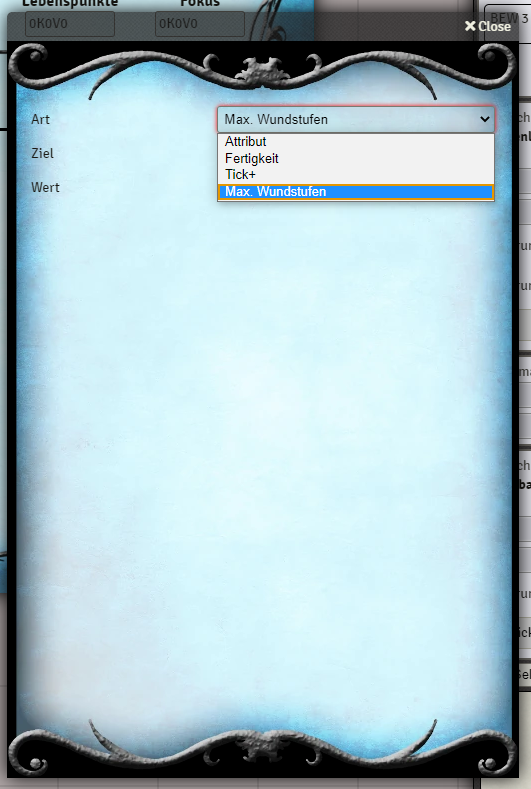 Lebenspunkte
Fokus
0K0V0
0K0V0
BEW 3
Close
Art
Max. Wundstufen
Attribut
Fertigkeit
Tick+
Max. Wundstufen
Ziel
Wert